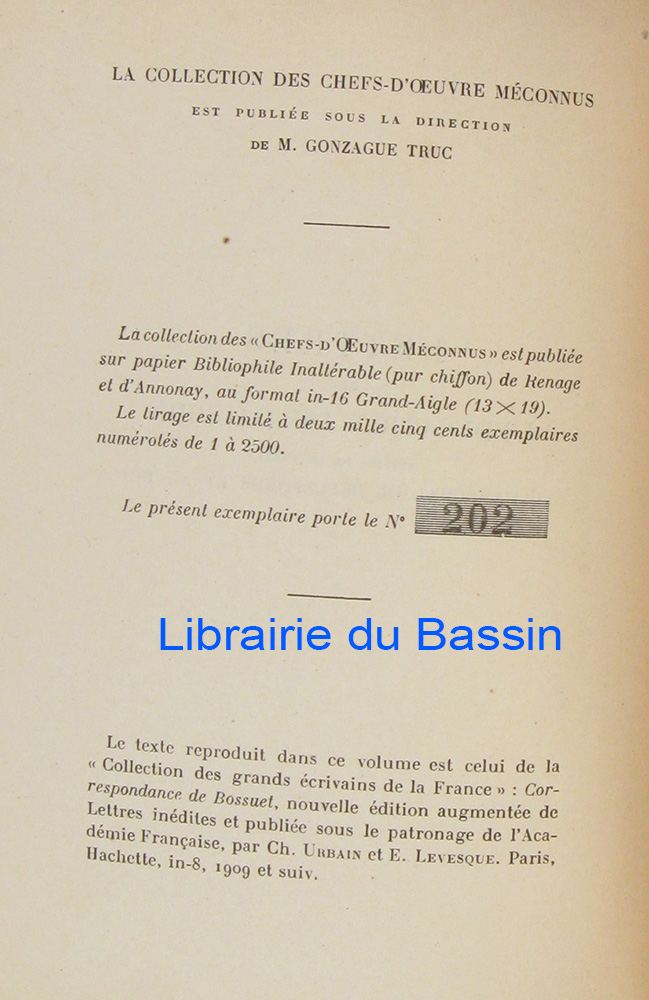 LA COLLECTION DES CHEFS-D'ŒUVRE MÉCONNUS
EST PUBLIÉE SOUS LA DIRECTION
DE M. GONZAGUE TRUC
La collection des « CHEFS-D'ŒUVRE MÉCONNUS » est publiée
sur papier Bibliophile Inaltérable (pur chiffon) de Renage
et d'Annonay, au format in-16 Grand-Aigle (13 × 19).
Le tirage est limité à deux mille cinq cents exemplaires
numérotés de 1 à 2500.
Le présent exemplaire porte le N° 202
Librairie du Bassin
Le texte reproduit dans ce volume est celui de la
« Collection des grands écrivains de la France » : Cor-
respondance de Bossuet, nouvelle édition augmentée de
Lettres inédites et publiée sous le patronage de l'Aca-
démie Française, par Ch. URBAIN et E. LEVESQUE. Paris,
Hachette, in-8, 1909 et suiv.